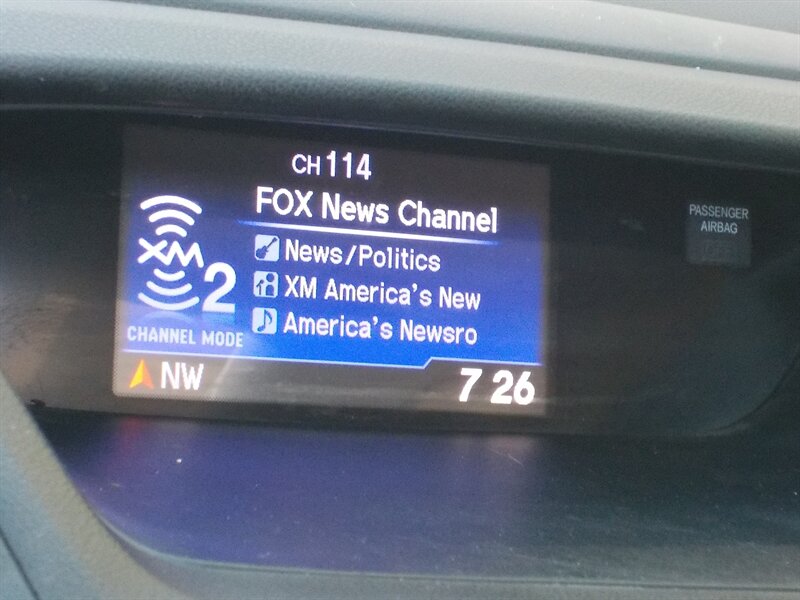 CH 114
FOX News Channel
XM 2
News/Politics
XM America's New
America's Newsro
CHANNEL MODE
NW
7 26
PASSENGER
AIRBAG